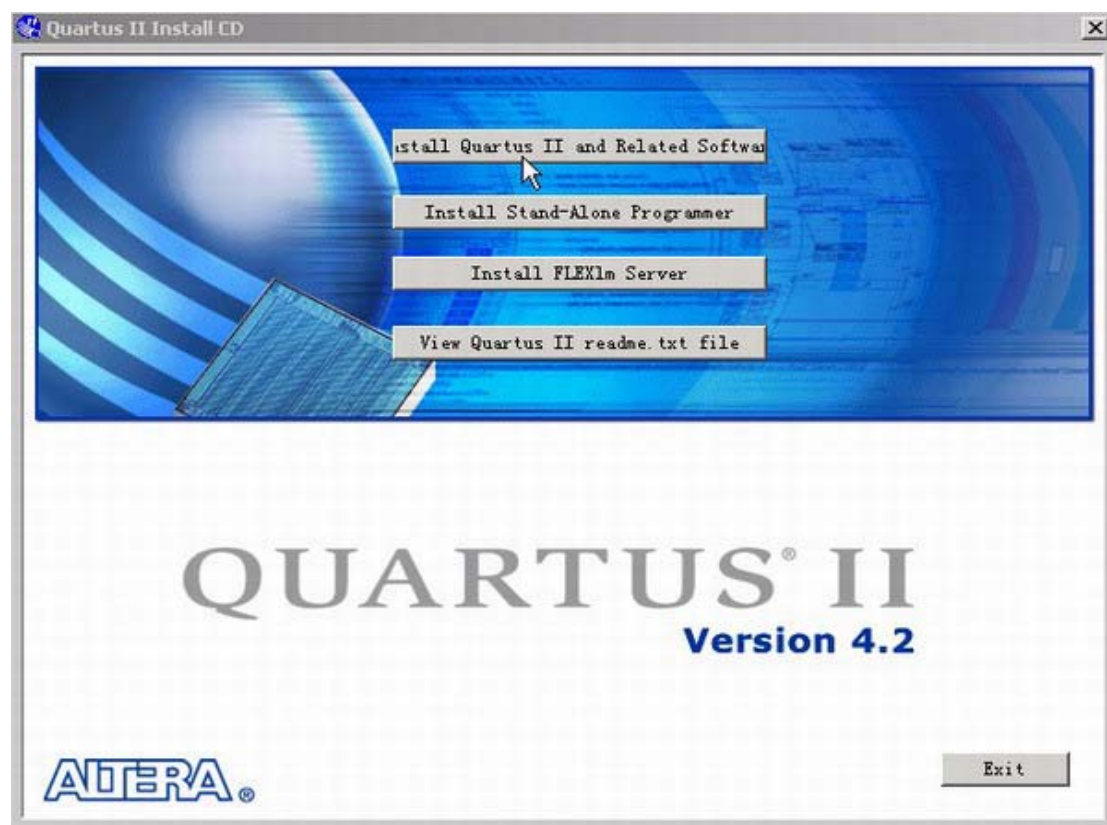 Quartus II Install CD
stall Quartus II and Related Softwa
Install Stand-Alone Programmer
Install FLEXlm Server
View Quartus II readme.txt file
QUARTUS® II
Version 4.2
ALTERA®
Exit